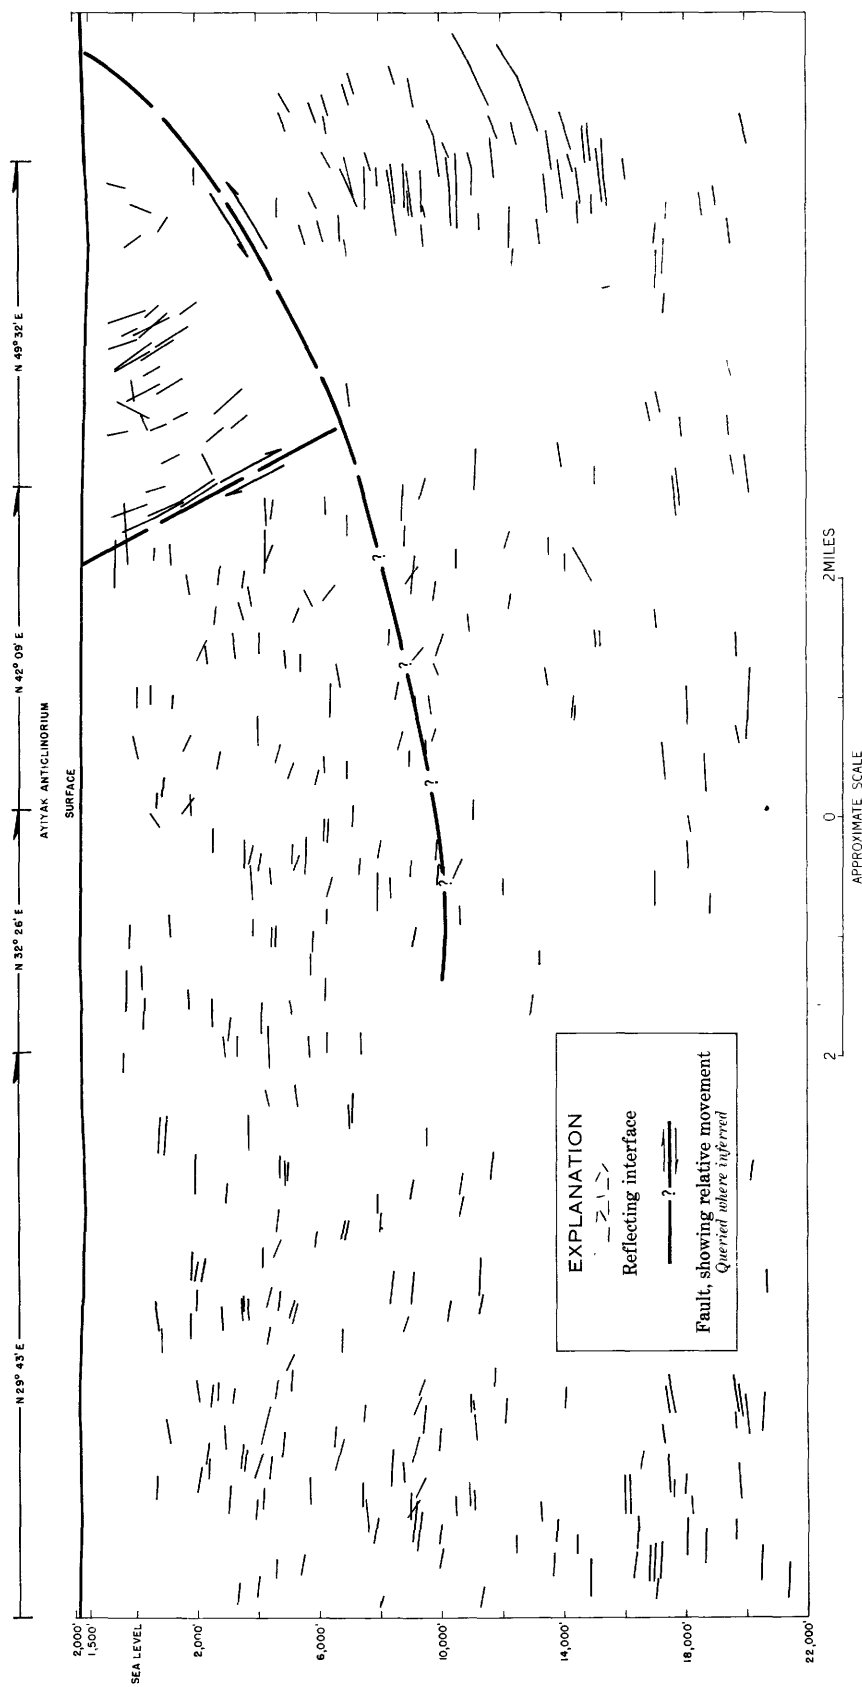 N 29° 43' E
N 32° 26' E
N 42° 09' E
N 49° 32' E
AYIYAK ANTICLINORIUM
SURFACE
2,000'
1,500'
SEA LEVEL
2,000'
6,000'
10,000'
14,000'
18,000'
22,000'
?
?
?
?
EXPLANATION
Reflecting interface
?
Fault, showing relative movement
Queried where inferred
2 0 2 MILES
APPROXIMATE SCALE